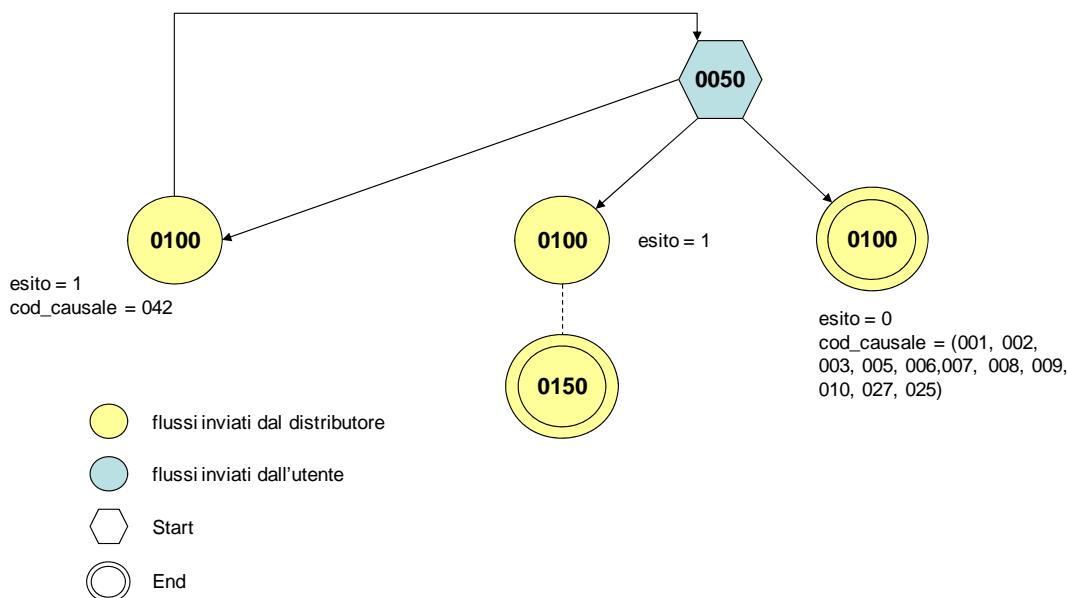 0050
0100
0100
esito = 1
0100
esito = 1
cod_causale = 042
esito = 0
cod_causale = (001, 002,
003, 005, 006,007, 008, 009,
010, 027, 025)
0150
flussi inviati dal distributore
flussi inviati dall'utente
Start
End